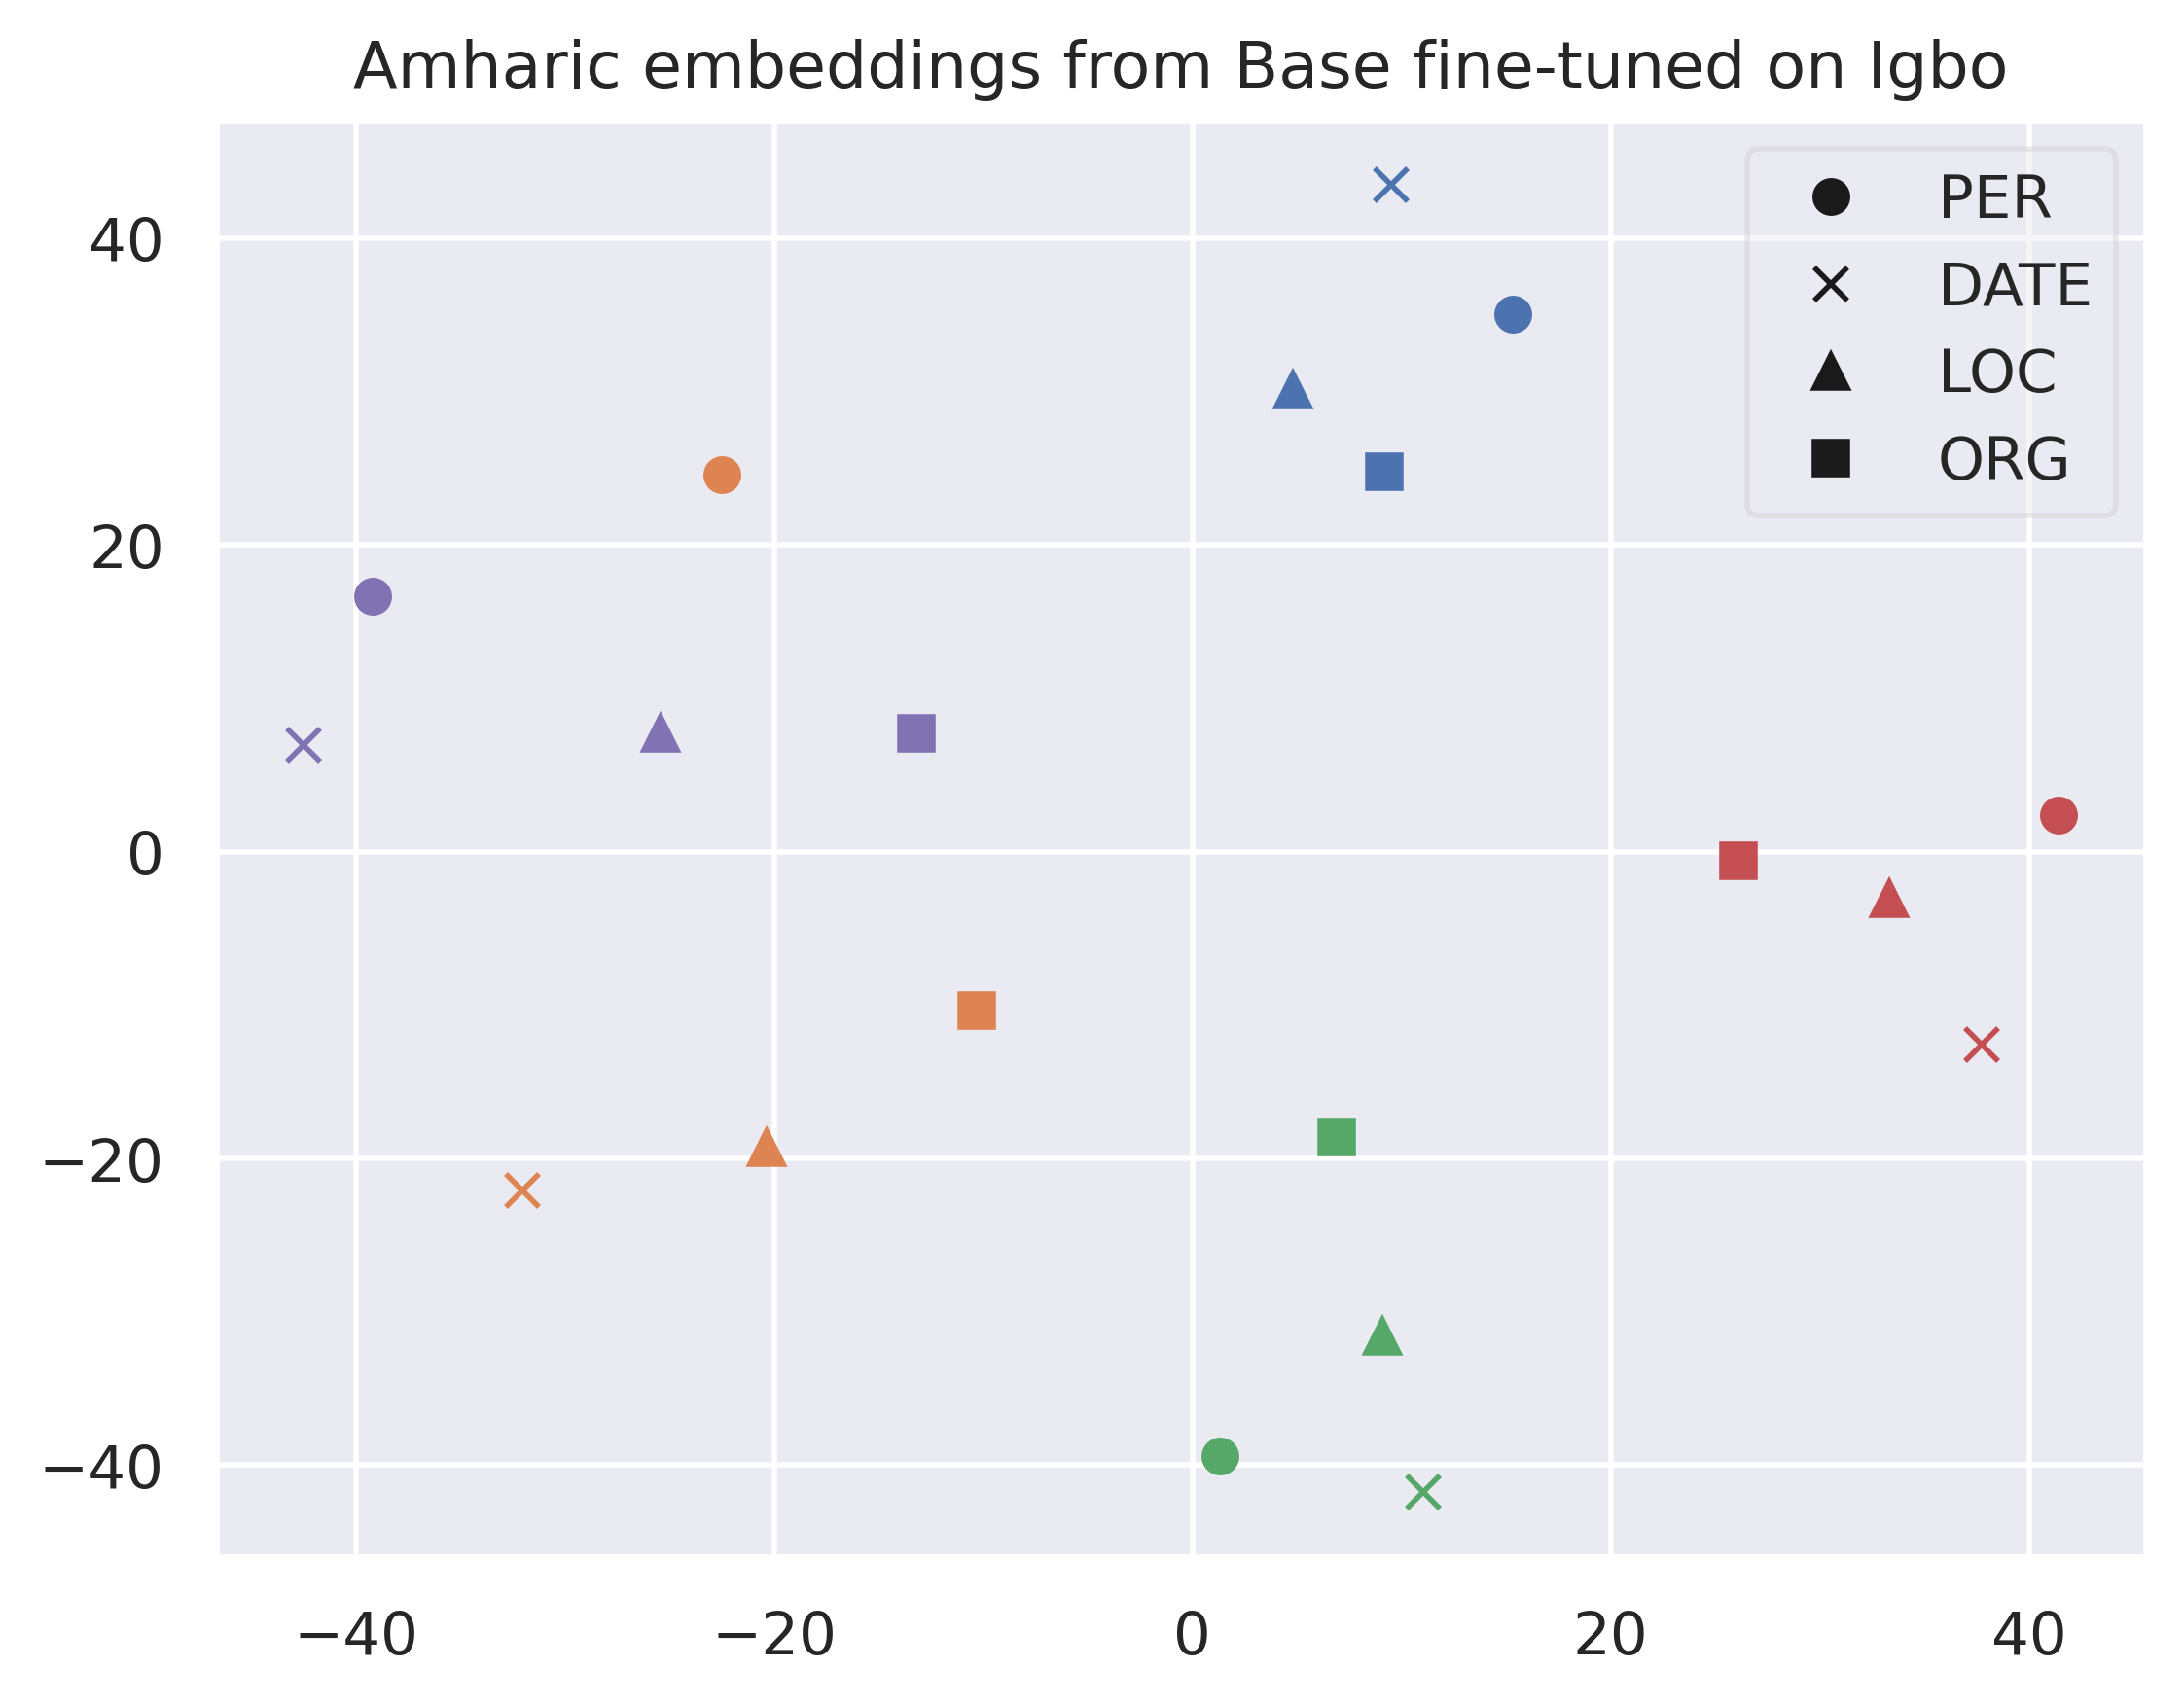 Amharic embeddings from Base fine-tuned on Igbo
PER
DATE
LOC
ORG
40
20
0
−20
−40
−40 −20 0 20 40